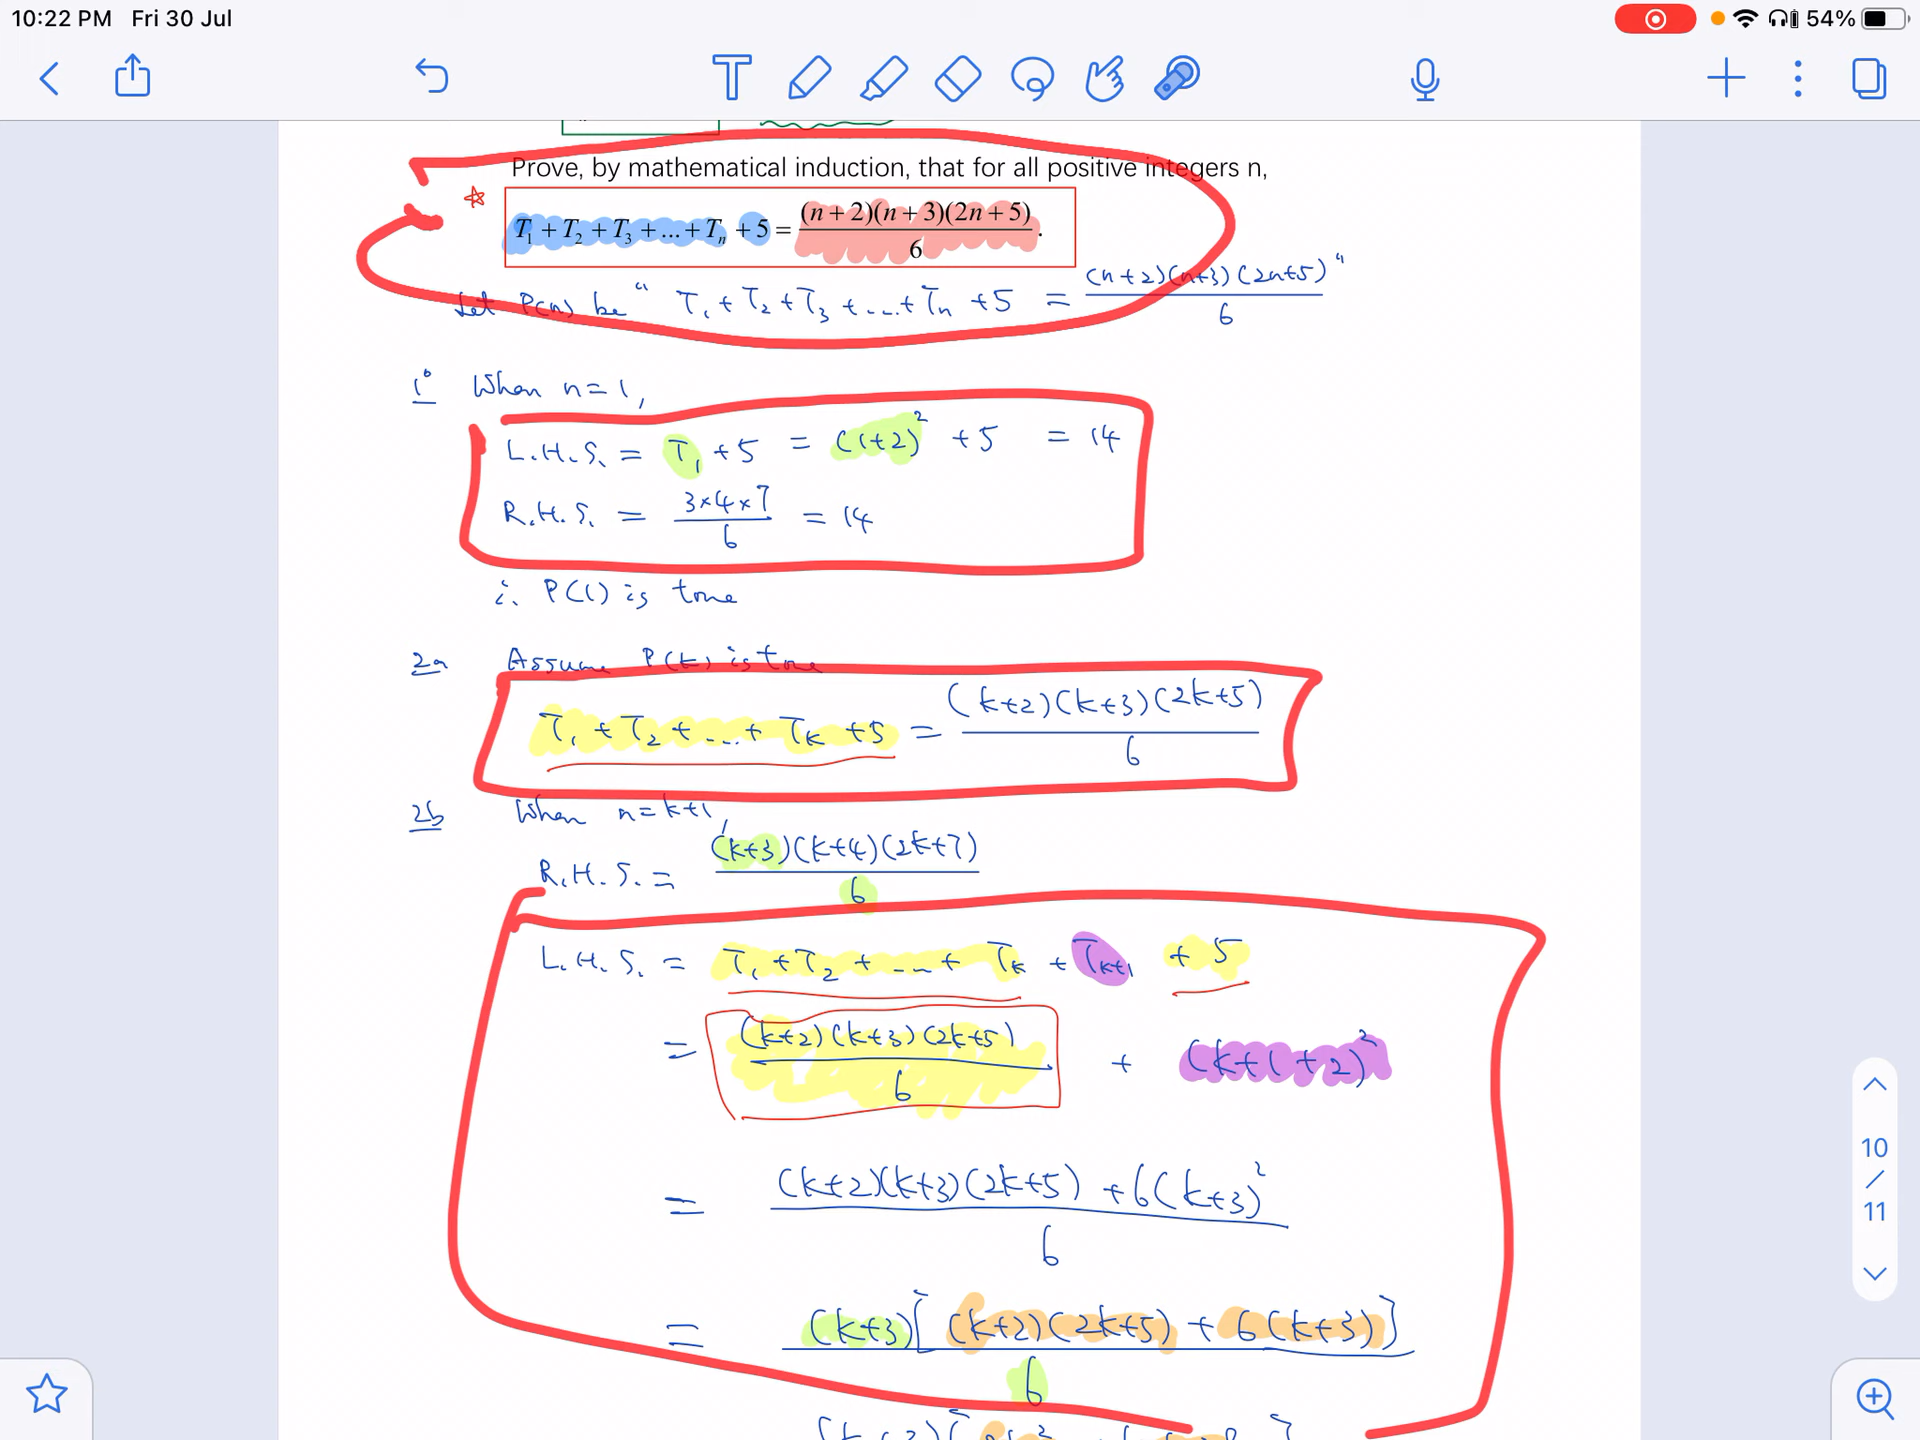 10:22 PM Fri 30 Jul 54%
Prove, by mathematical induction, that for all positive integers n,
T₁ + T₂ + T₃ + ... + Tₙ + 5 = (n + 2)(n + 3)(2n + 5) / 6 .
Let P(n) be " T₁ + T₂ + T₃ + .... + Tn + 5 = (n+2)(n+3)(2n+5) / 6 "
1° When n = 1,
L.H.S. = T₁ + 5 = (1+2)² + 5 = 14
R.H.S. = 3×4×7 / 6 = 14
∴ P(1) is true
2a Assume P(k) is true
T₁ + T₂ + ... + Tk + 5 = (k+2)(k+3)(2k+5) / 6
2b When n = k+1,
R.H.S. = (k+3)(k+4)(2k+7) / 6
L.H.S. = T₁ + T₂ + .... + Tk + Tk+1 + 5
= (k+2)(k+3)(2k+5) / 6 + (k+1+2)²
= (k+2)(k+3)(2k+5) + 6(k+3)² / 6
= (k+3)[(k+2)(2k+5) + 6(k+3)] / 6
10
/
11